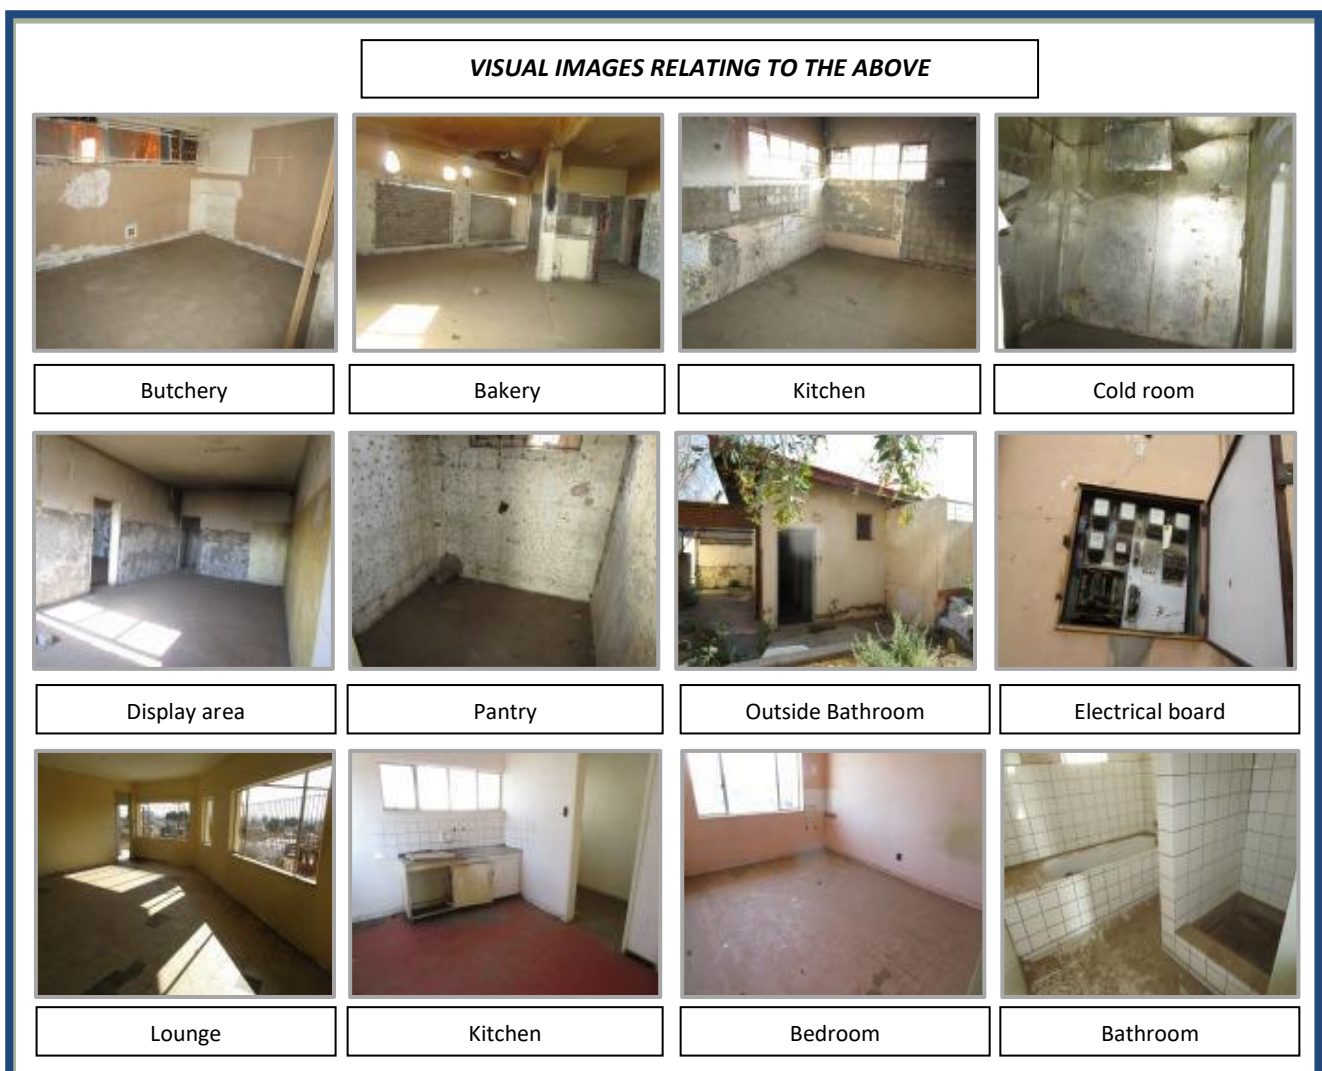 VISUAL IMAGES RELATING TO THE ABOVE
Butchery
Bakery
Kitchen
Cold room
Display area
Pantry
Outside Bathroom
Electrical board
Lounge
Kitchen
Bedroom
Bathroom